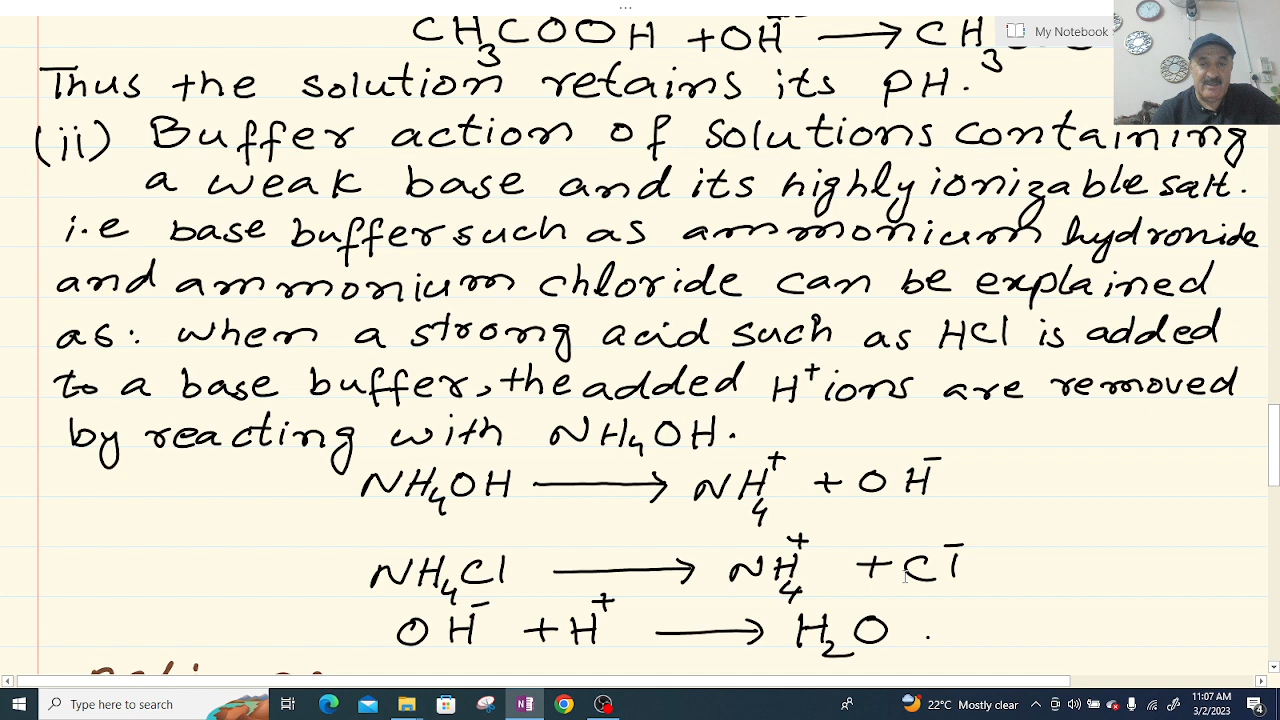 CH3COOH + OH⁻ ⟶ CH3
My Notebook
Thus the solution retains its PH.
(ii) Buffer action of solutions containing
a weak base and its highly ionizable salt.
i.e base buffer such as ammonium hydronide
and ammonium chloride can be explained
as: when a strong acid such as HCl is added
to a base buffer, the added H⁺ ions are removed
by reacting with NH4OH.
NH4OH ⟶ NH4⁺ + OH⁻
NH4Cl ⟶ NH4⁺ + Cl⁻
OH⁻ + H⁺ ⟶ H2O .
Type here to search
22°C Mostly clear
11:07 AM
3/2/2023
4